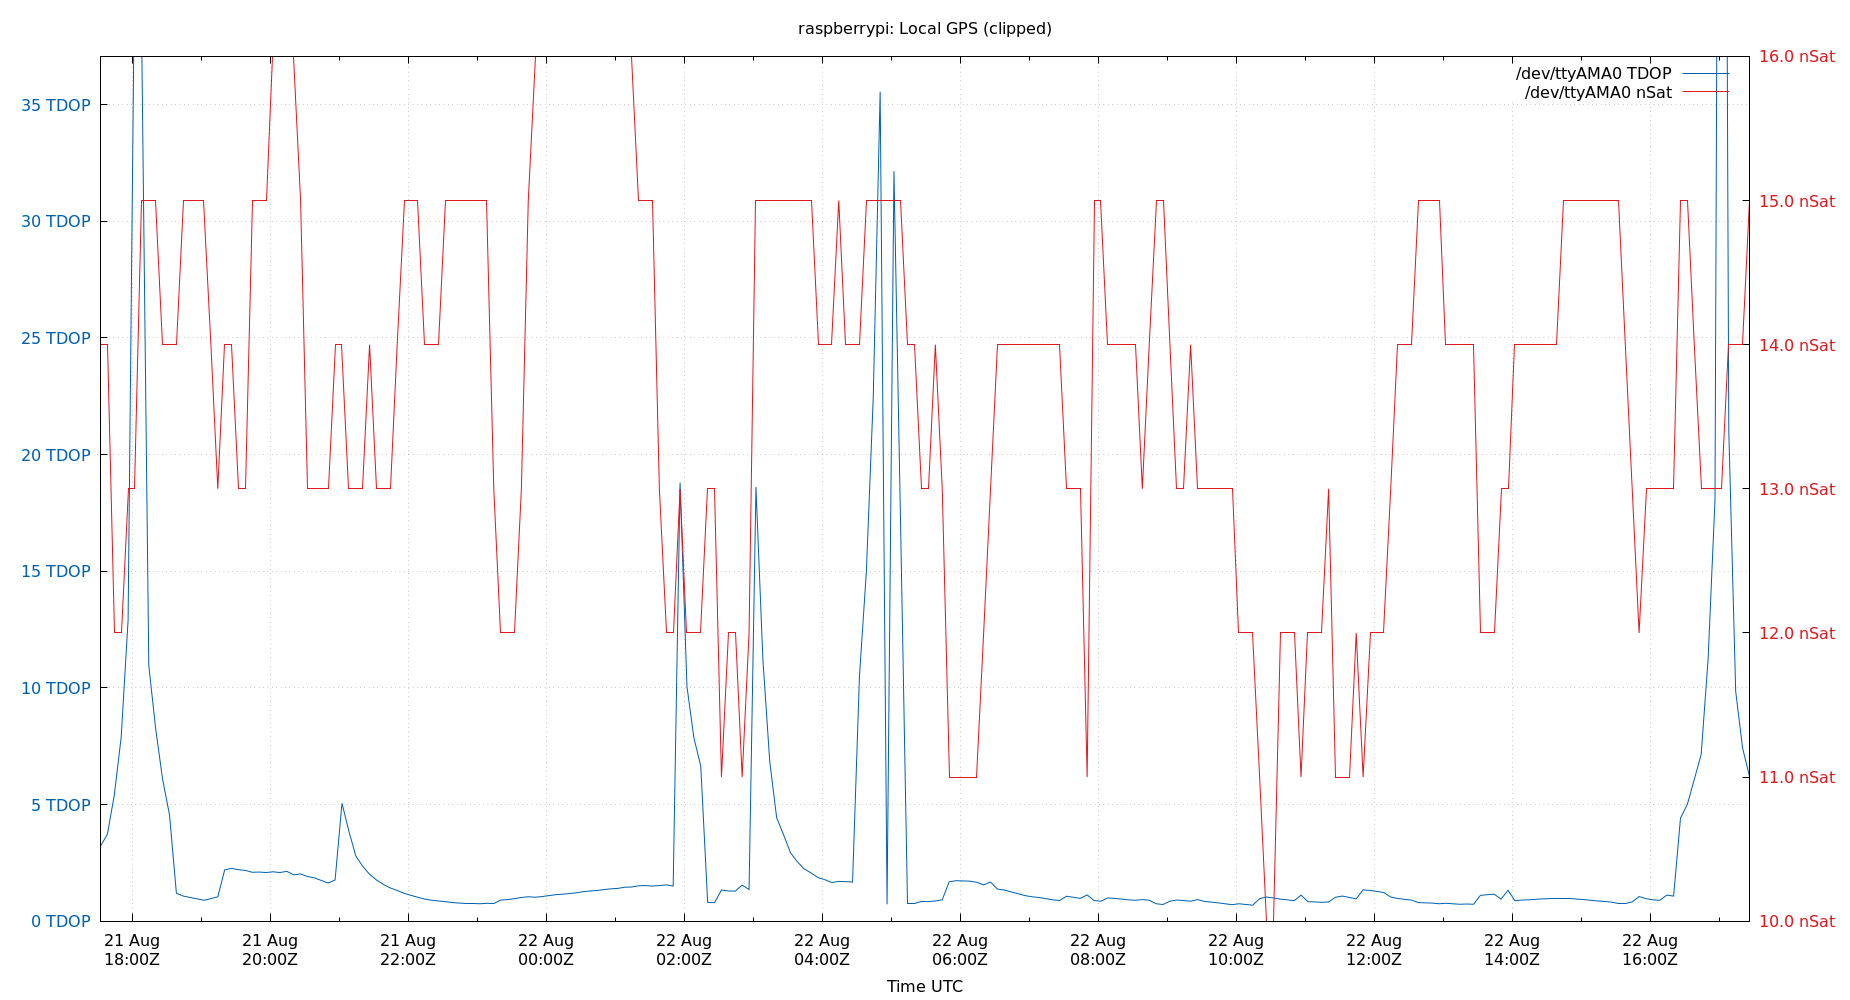 raspberrypi: Local GPS (clipped)
/dev/ttyAMA0 TDOP
/dev/ttyAMA0 nSat
35 TDOP
30 TDOP
25 TDOP
20 TDOP
15 TDOP
10 TDOP
5 TDOP
0 TDOP
16.0 nSat
15.0 nSat
14.0 nSat
13.0 nSat
12.0 nSat
11.0 nSat
10.0 nSat
21 Aug 21 Aug 21 Aug 22 Aug 22 Aug 22 Aug 22 Aug 22 Aug 22 Aug 22 Aug 22 Aug 22 Aug
18:00Z 20:00Z 22:00Z 00:00Z 02:00Z 04:00Z 06:00Z 08:00Z 10:00Z 12:00Z 14:00Z 16:00Z
Time UTC